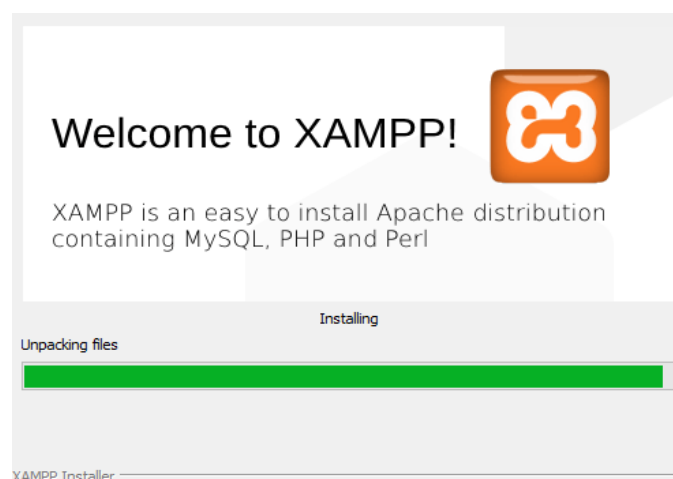 Welcome to XAMPP!
XAMPP is an easy to install Apache distribution
containing MySQL, PHP and Perl
Installing
Unpacking files
XAMPP Installer